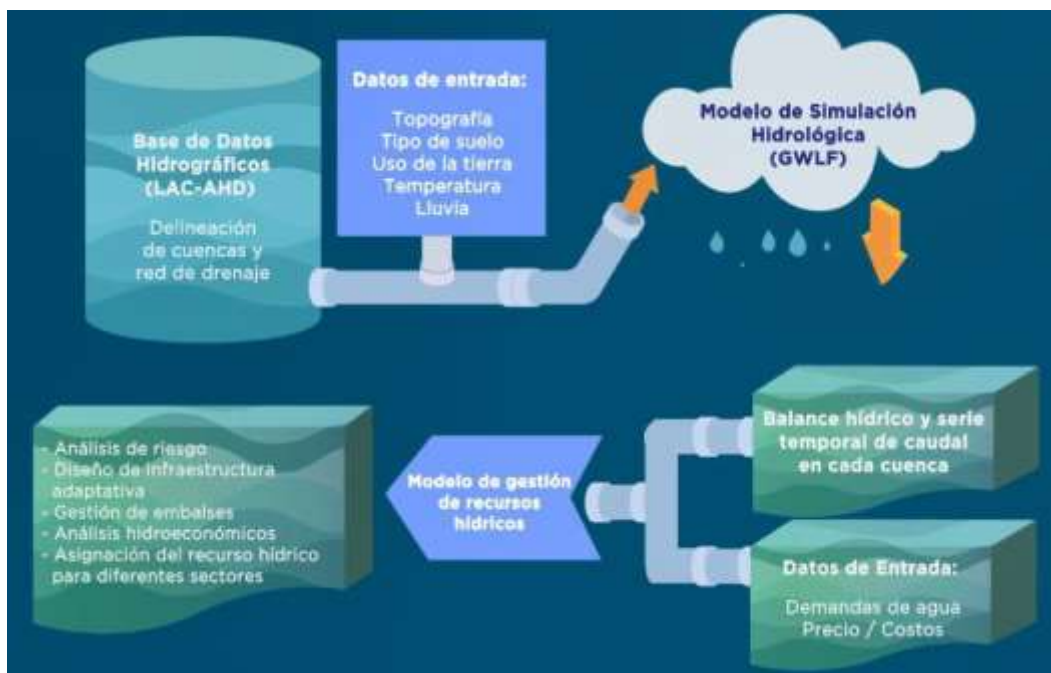 Base de Datos
Hidrográficos
(LAC-AHD)
Delineación
de cuencas y
red de drenaje
Datos de entrada:
Topografía
Tipo de suelo
Uso de la tierra
Temperatura
Lluvia
Modelo de Simulación
Hidrológica
(GWLF)
Balance hídrico y serie
temporal de caudal
en cada cuenca
Datos de Entrada:
Demandas de agua
Precio / Costos
Modelo de gestión
de recursos
hídricos
- Análisis de riesgo
- Diseño de infraestructura
adaptativa
- Gestión de embalses
- Análisis hidroeconómicos
- Asignación del recurso hídrico
para diferentes sectores